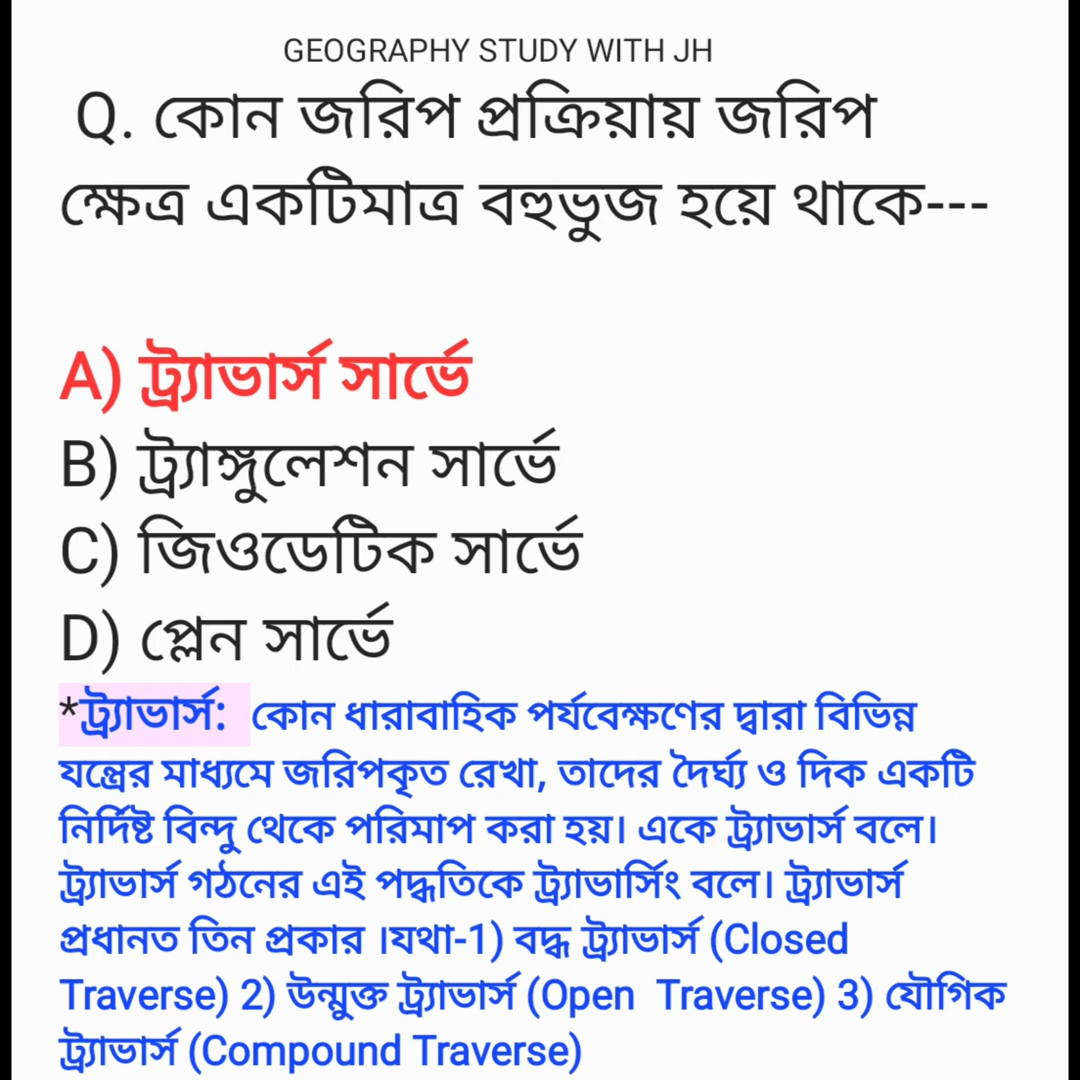 GEOGRAPHY STUDY WITH JH
Q. কোন জরিপ প্রক্রিয়ায় জরিপ
ক্ষেত্র একটিমাত্র বহুভুজ হয়ে থাকে---
A) ট্র্যাভার্স সার্ভে
B) ট্র্যাঙ্গুলেশন সার্ভে
C) জিওডেটিক সার্ভে
D) প্লেন সার্ভে
*ট্র্যাভার্স: কোন ধারাবাহিক পর্যবেক্ষণের দ্বারা বিভিন্ন
যন্ত্রের মাধ্যমে জরিপকৃত রেখা, তাদের দৈর্ঘ্য ও দিক একটি
নির্দিষ্ট বিন্দু থেকে পরিমাপ করা হয়। একে ট্র্যাভার্স বলে।
ট্র্যাভার্স গঠনের এই পদ্ধতিকে ট্র্যাভার্সিং বলে। ট্র্যাভার্স
প্রধানত তিন প্রকার ।যথা-1) বদ্ধ ট্র্যাভার্স (Closed
Traverse) 2) উন্মুক্ত ট্র্যাভার্স (Open Traverse) 3) যৌগিক
ট্র্যাভার্স (Compound Traverse)